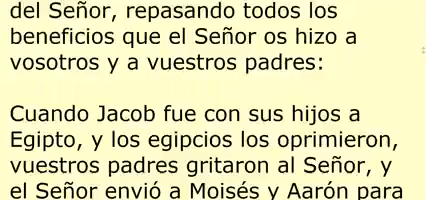 del Señor, repasando todos los
beneficios que el Señor os hizo a
vosotros y a vuestros padres:
Cuando Jacob fue con sus hijos a
Egipto, y los egipcios los oprimieron,
vuestros padres gritaron al Señor, y
el Señor envió a Moisés y Aarón para